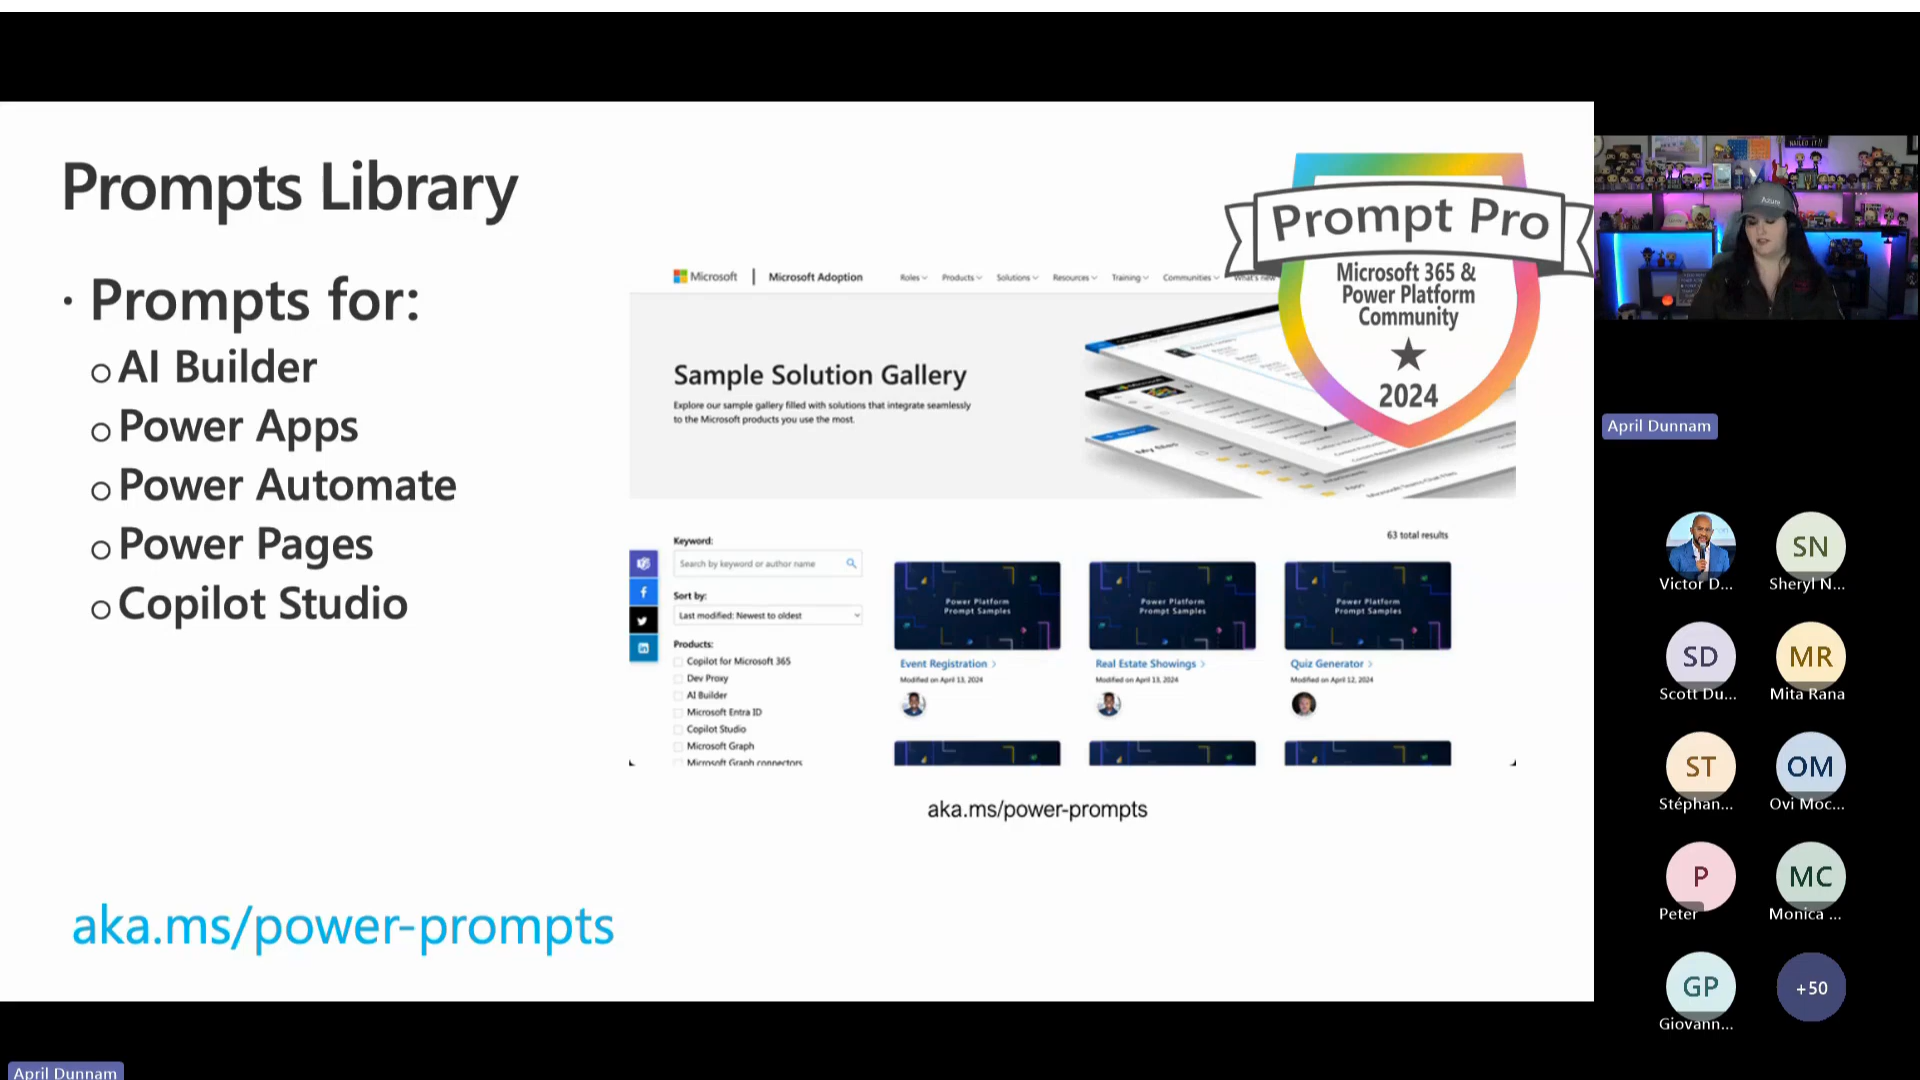 Prompts Library
• Prompts for:
o AI Builder
o Power Apps
o Power Automate
o Power Pages
o Copilot Studio
aka.ms/power-prompts
Microsoft | Microsoft Adoption Roles Products Solutions Resources Training Communities What's new
Sample Solution Gallery
Explore our sample gallery filled with solutions that integrate seamlessly
to the Microsoft products you use the most.
My files
Prompt Pro
Microsoft 365 &
Power Platform
Community
2024
63 total results
Keyword:
Search by keyword or author name
Sort by:
Last modified: Newest to oldest
Products:
Copilot for Microsoft 365
Dev Proxy
AI Builder
Microsoft Entra ID
Copilot Studio
Microsoft Graph
Microsoft Graph connectors
Power Platform
Prompt Samples
Event Registration
Modified on April 13, 2024
Power Platform
Prompt Samples
Real Estate Showings
Modified on April 13, 2024
Power Platform
Prompt Samples
Quiz Generator
Modified on April 12, 2024
aka.ms/power-prompts
Azure
April Dunnam
Victor D...
SN
Sheryl N...
SD
Scott Du...
MR
Mita Rana
ST
Stéphan...
OM
Ovi Moc...
P
Peter
MC
Monica ...
GP
Giovann...
+50
April Dunnam